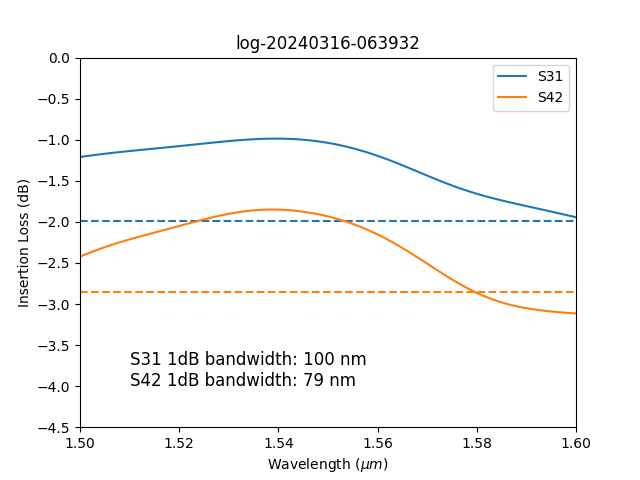 log-20240316-063932
S31
S42
0.0
−0.5
−1.0
−1.5
−2.0
−2.5
−3.0
−3.5
−4.0
−4.5
Insertion Loss (dB)
S31 1dB bandwidth: 100 nm
S42 1dB bandwidth: 79 nm
1.50 1.52 1.54 1.56 1.58 1.60
Wavelength (μm)